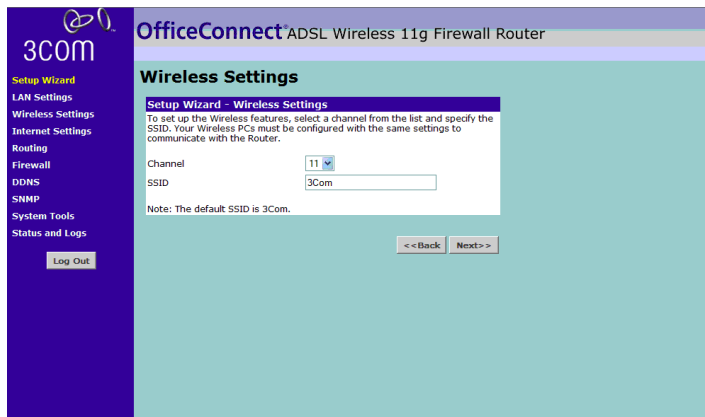 3COM
OfficeConnect® ADSL Wireless 11g Firewall Router
Setup Wizard
LAN Settings
Wireless Settings
Internet Settings
Routing
Firewall
DDNS
SNMP
System Tools
Status and Logs
Log Out
Wireless Settings
Setup Wizard - Wireless Settings
To set up the Wireless features, select a channel from the list and specify the
SSID. Your Wireless PCs must be configured with the same settings to
communicate with the Router.
Channel 11
SSID 3Com
Note: The default SSID is 3Com.
<<Back Next>>